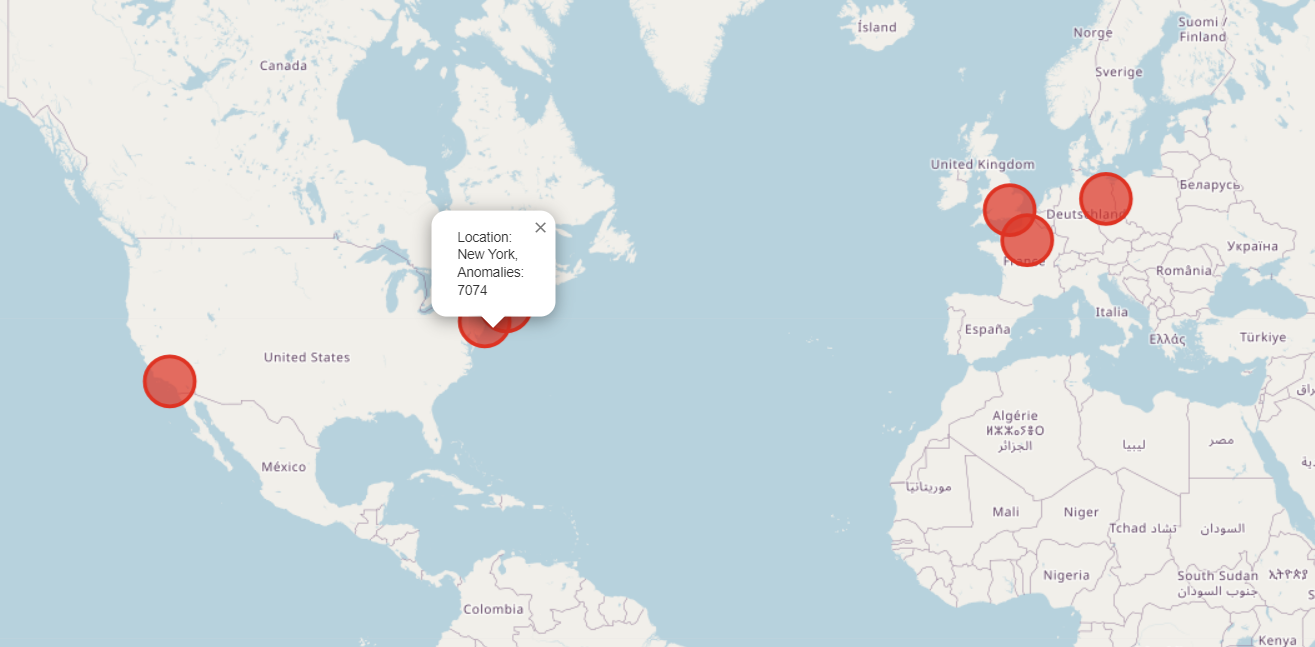 Ísland
Norge
Suomi /
Finland
Canada
Sverige
United Kingdom
Беларусь
Deutschland
Location:
New York,
Anomalies:
7074
Україна
France
România
Italia
España
Ελλάς
Türkiye
United States
Algérie
ⵍⵣⵣⴰⵢⴻⵔ
الجزائر
ليبيا
مصر
México
موريتانيا
Mali
Niger
Tchad تشاد
السودان
Nigeria
South Sudan
جنوب السودان
ኢትዮጵያ
Colombia
Kenya